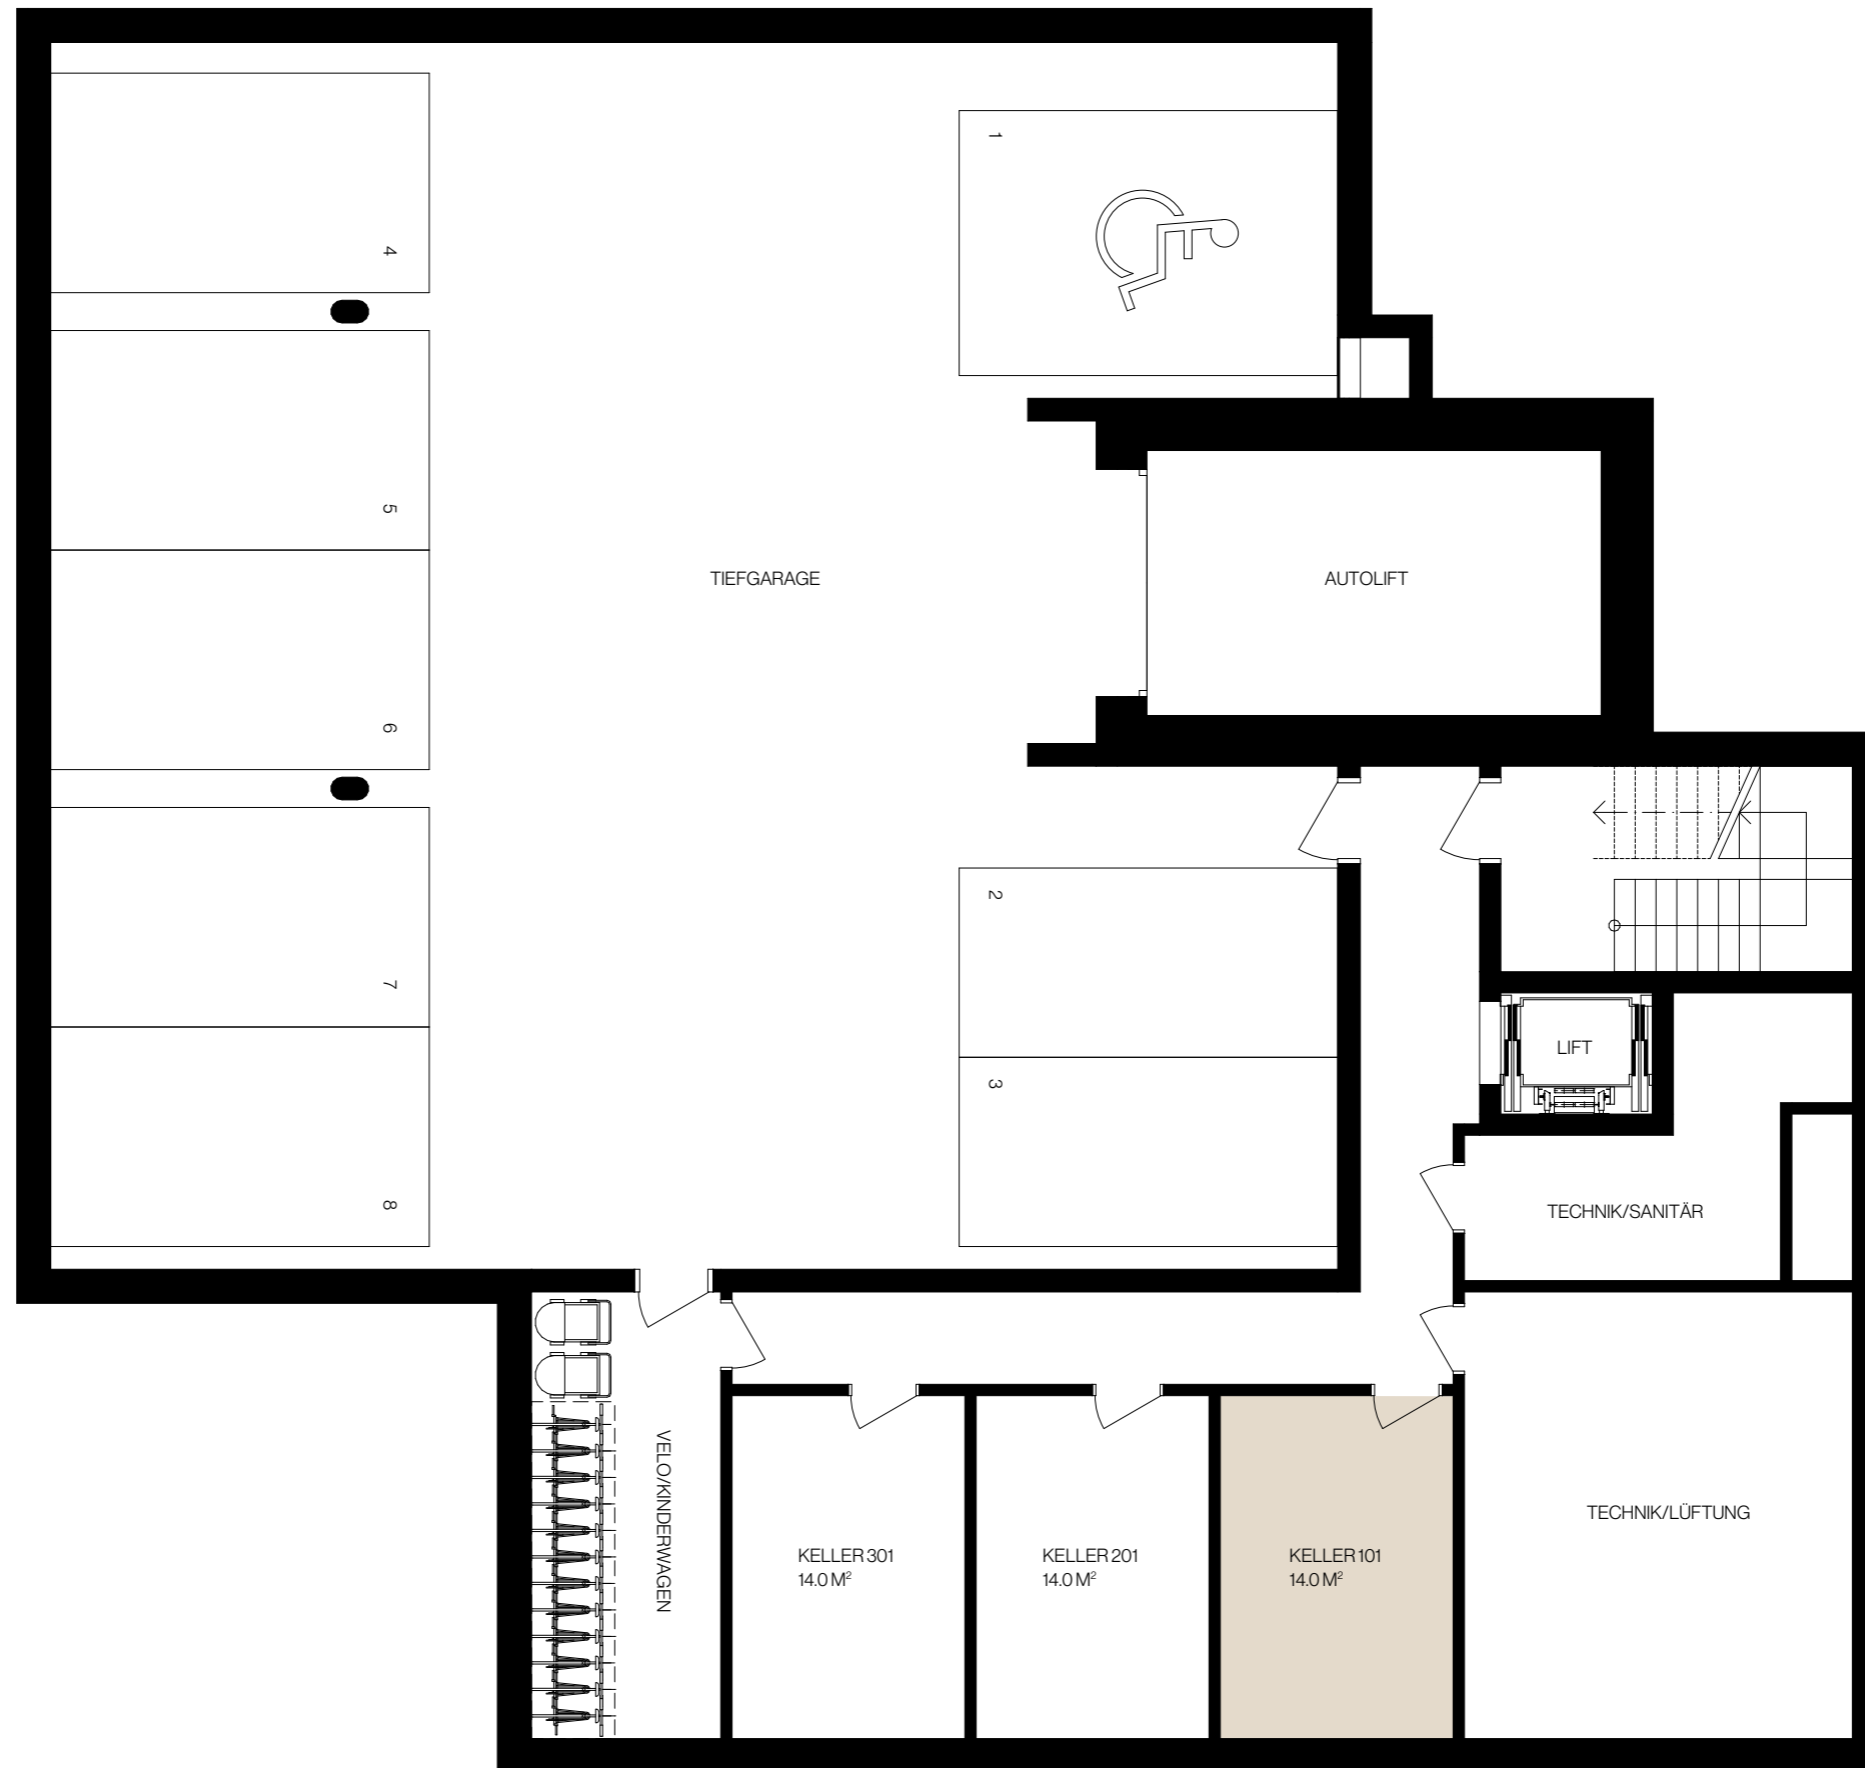 1
4
5
TIEFGARAGE
AUTOLIFT
6
2
7
LIFT
3
8
TECHNIK/SANITÄR
VELO/KINDERWAGEN
TECHNIK/LÜFTUNG
KELLER 301
14.0 M²
KELLER 201
14.0 M²
KELLER 101
14.0 M²